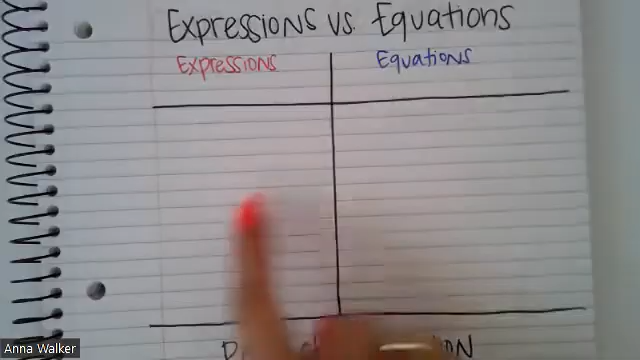 Expressions vs. Equations
Expressions Equations
Anna Walker